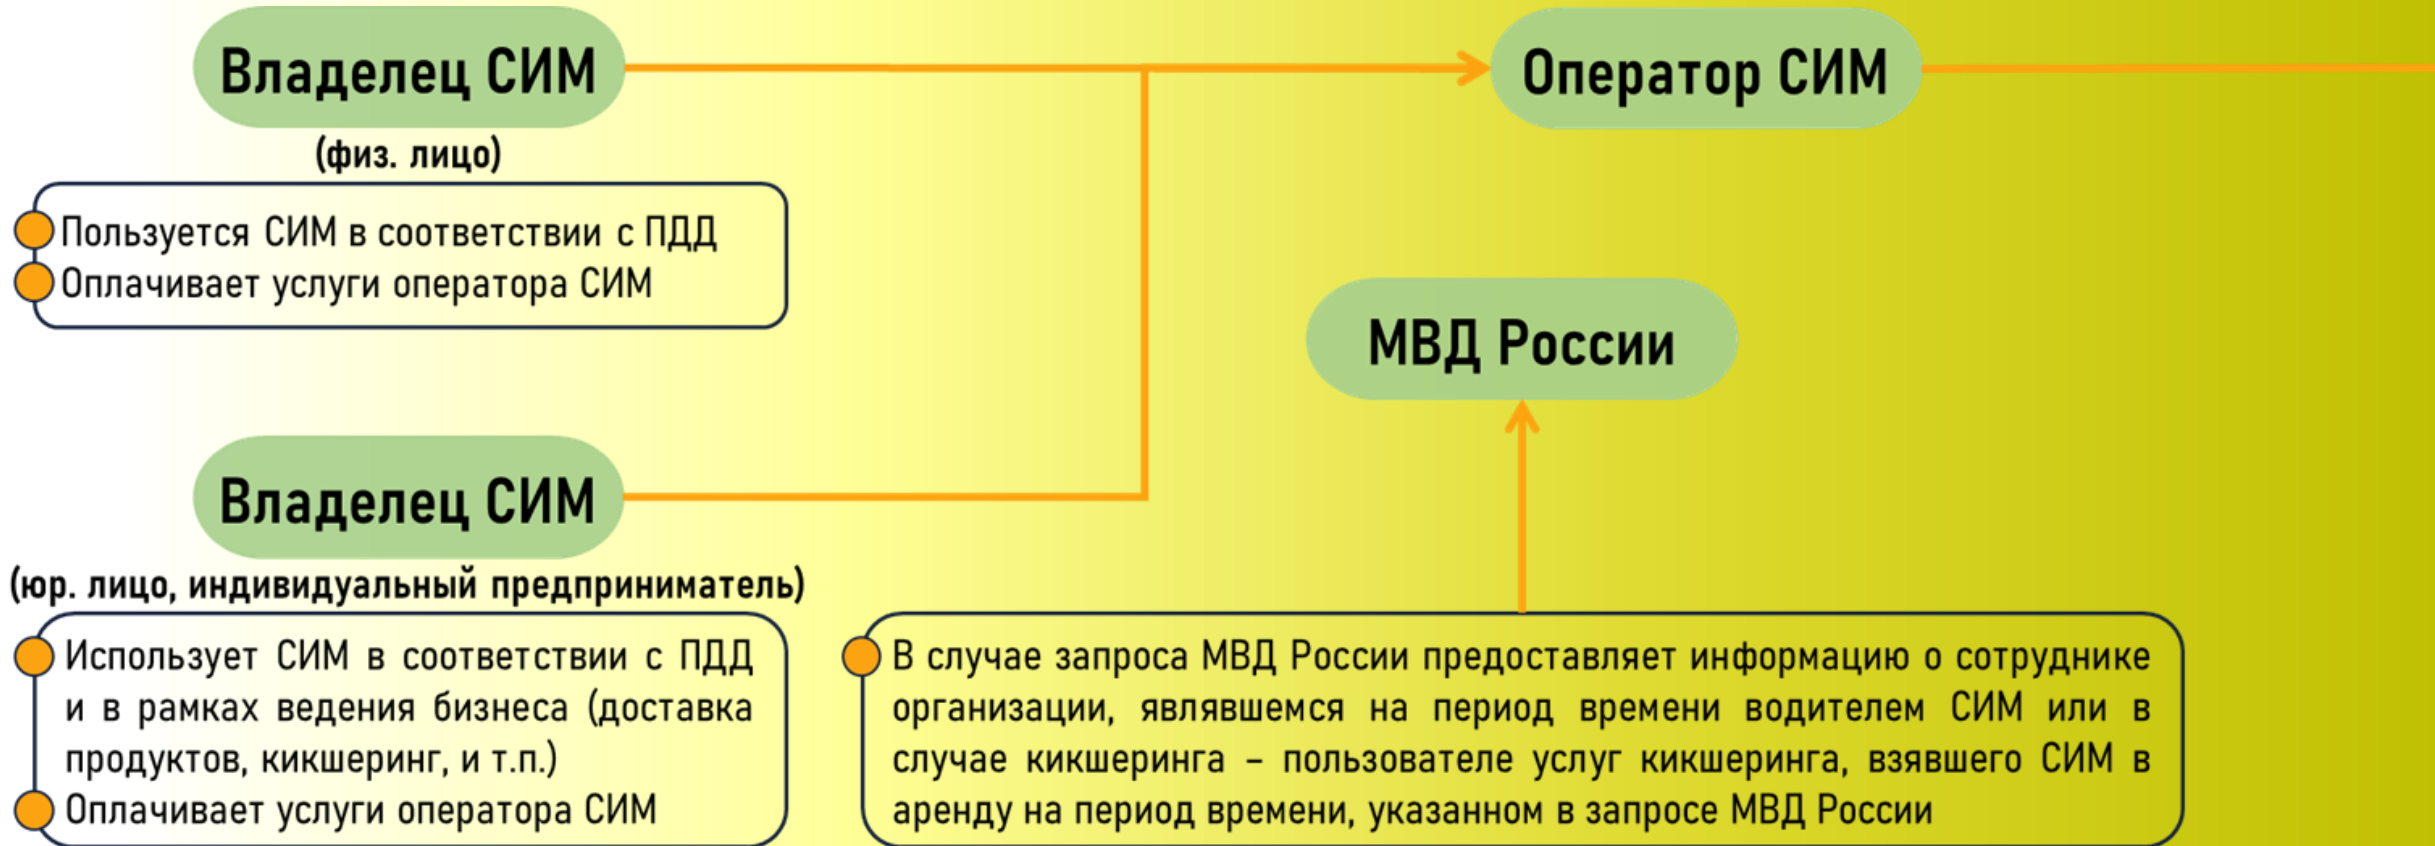 Владелец СИМ
(физ. лицо)
Пользуется СИМ в соответствии с ПДД
Оплачивает услуги оператора СИМ
Оператор СИМ
МВД России
Владелец СИМ
(юр. лицо, индивидуальный предприниматель)
Использует СИМ в соответствии с ПДД
и в рамках ведения бизнеса (доставка
продуктов, кикшеринг, и т.п.)
Оплачивает услуги оператора СИМ
В случае запроса МВД России предоставляет информацию о сотруднике
организации, являвшемся на период времени водителем СИМ или в
случае кикшеринга – пользователе услуг кикшеринга, взявшего СИМ в
аренду на период времени, указанном в запросе МВД России